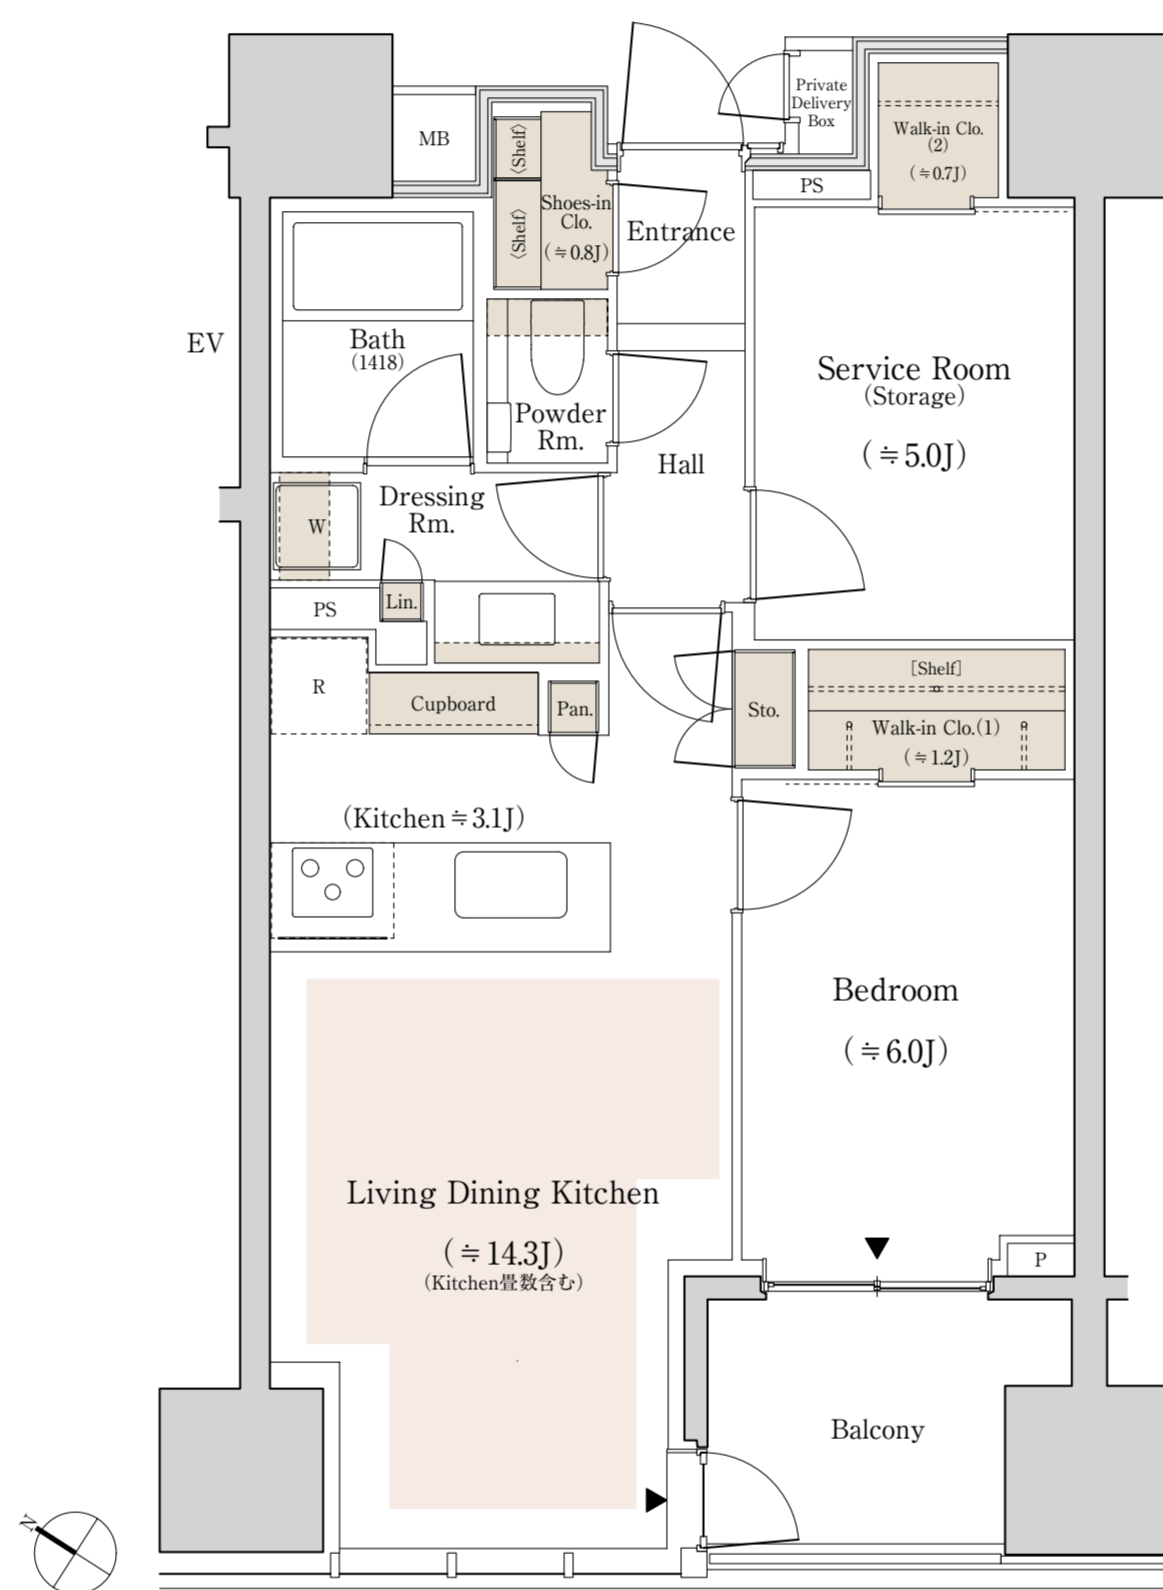 MB
Private
Delivery
Box
Walk-in Clo.
(2)
(≒0.7J)
PS
〈Shelf〉
〈Shelf〉
Shoes-in
Clo.
(≒0.8J)
Entrance
EV
Bath
(1418)
Powder
Rm.
Service Room
(Storage)
(≒5.0J)
Hall
Dressing
Rm.
W
PS
Lin.
R
Cupboard
Pan.
Sto.
[Shelf]
Walk-in Clo.(1)
(≒1.2J)
(Kitchen≒3.1J)
Bedroom
(≒6.0J)
Living Dining Kitchen
(≒14.3J)
(Kitchen畳数含む)
P
Balcony
N